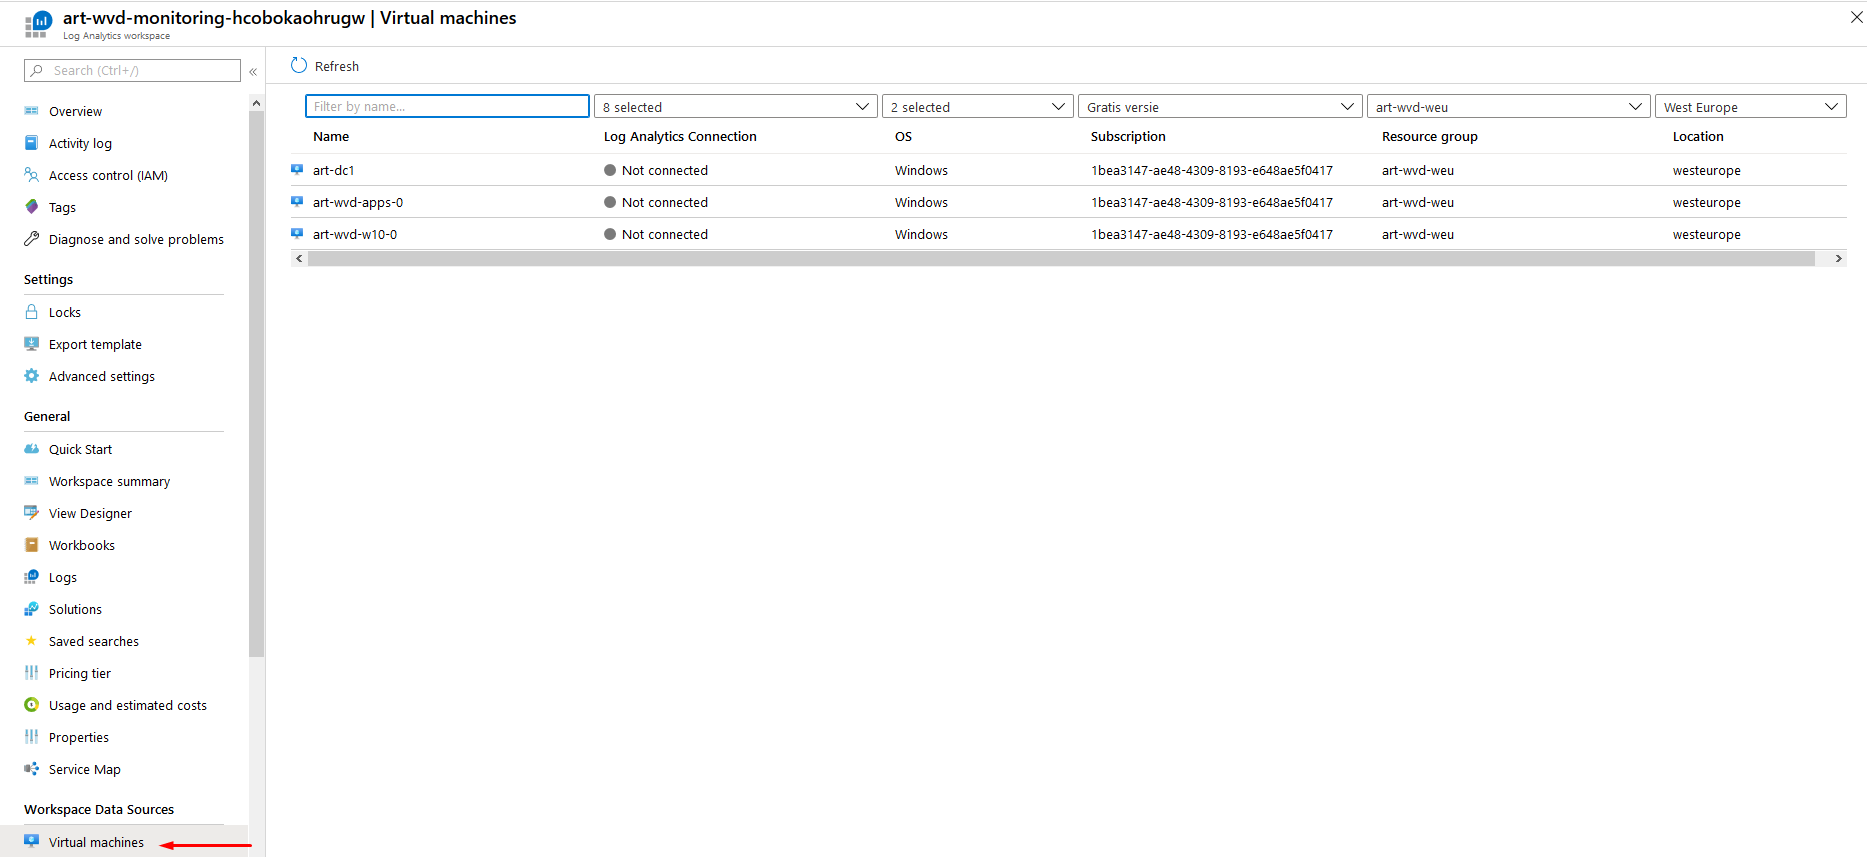 art-wvd-monitoring-hcobokaohrugw | Virtual machines
Log Analytics workspace
Search (Ctrl+/)
«
Overview
Activity log
Access control (IAM)
Tags
Diagnose and solve problems
Settings
Locks
Export template
Advanced settings
General
Quick Start
Workspace summary
View Designer
Workbooks
Logs
Solutions
Saved searches
Pricing tier
Usage and estimated costs
Properties
Service Map
Workspace Data Sources
Virtual machines
Refresh
Filter by name... 8 selected 2 selected Gratis versie art-wvd-weu West Europe
Name Log Analytics Connection OS Subscription Resource group Location
art-dc1 Not connected Windows 1bea3147-ae48-4309-8193-e648ae5f0417 art-wvd-weu westeurope
art-wvd-apps-0 Not connected Windows 1bea3147-ae48-4309-8193-e648ae5f0417 art-wvd-weu westeurope
art-wvd-w10-0 Not connected Windows 1bea3147-ae48-4309-8193-e648ae5f0417 art-wvd-weu westeurope